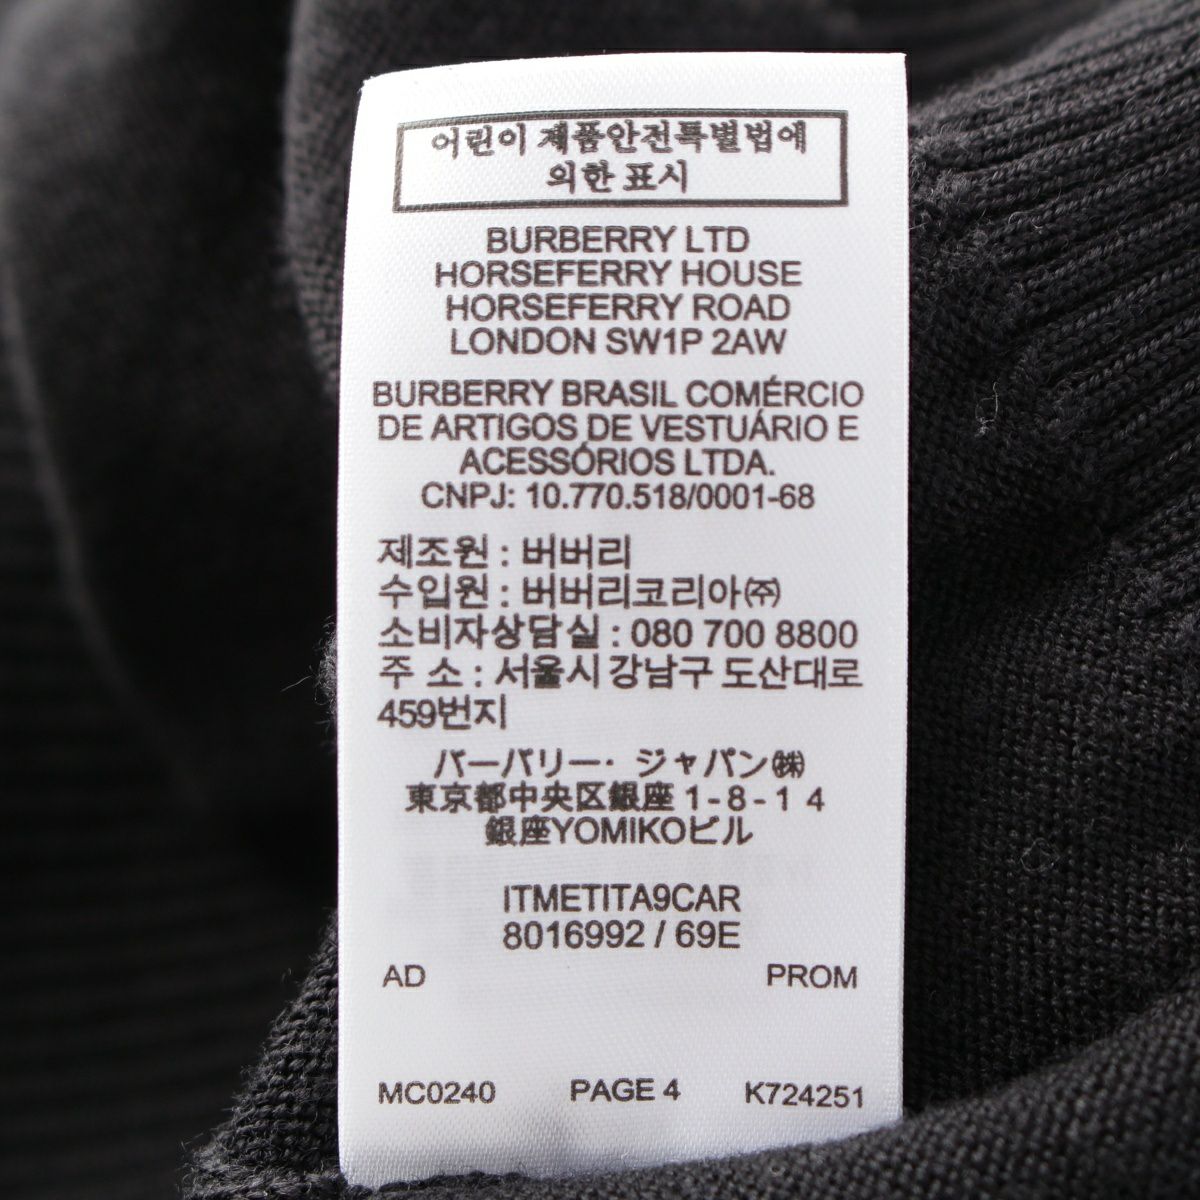 어린이 제품안전특별법에
의한 표시
BURBERRY LTD
HORSEFERRY HOUSE
HORSEFERRY ROAD
LONDON SW1P 2AW
BURBERRY BRASIL COMÉRCIO
DE ARTIGOS DE VESTUÁRIO E
ACESSÓRIOS LTDA.
CNPJ: 10.770.518/0001-68
제조원 : 버버리
수입원 : 버버리코리아㈜
소비자상담실 : 080 700 8800
주 소 : 서울시 강남구 도산대로
459번지
バーバリー・ジャパン㈱
東京都中央区銀座1-8-14
銀座YOMIKOビル
ITMETITA9CAR
8016992 / 69E
AD PROM
MC0240 PAGE 4 K724251